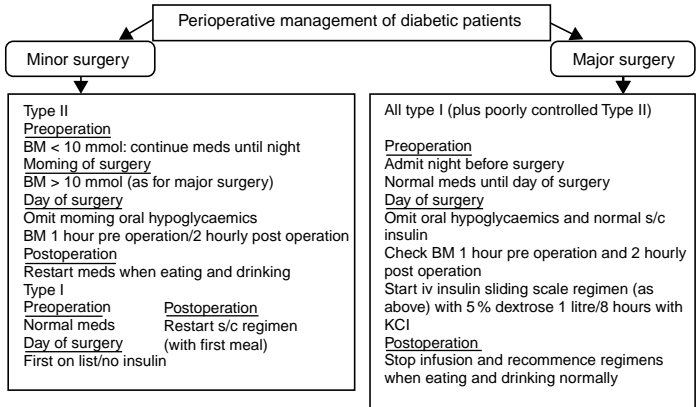 Perioperative management of diabetic patients
Minor surgery
Major surgery
Type II
Preoperation
BM < 10 mmol: continue meds until night
Moming of surgery
BM > 10 mmol (as for major surgery)
Day of surgery
Omit moming oral hypoglycaemics
BM 1 hour pre operation/2 hourly post operation
Postoperation
Restart meds when eating and drinking
Type I
Preoperation
Normal meds
Day of surgery
First on list/no insulin
Postoperation
Restart s/c regimen
(with first meal)
All type I (plus poorly controlled Type II)
Preoperation
Admit night before surgery
Normal meds until day of surgery
Day of surgery
Omit oral hypoglycaemics and normal s/c
insulin
Check BM 1 hour pre operation and 2 hourly
post operation
Start iv insulin sliding scale regimen (as
above) with 5% dextrose 1 litre/8 hours with
KCI
Postoperation
Stop infusion and recommence regimens
when eating and drinking normally